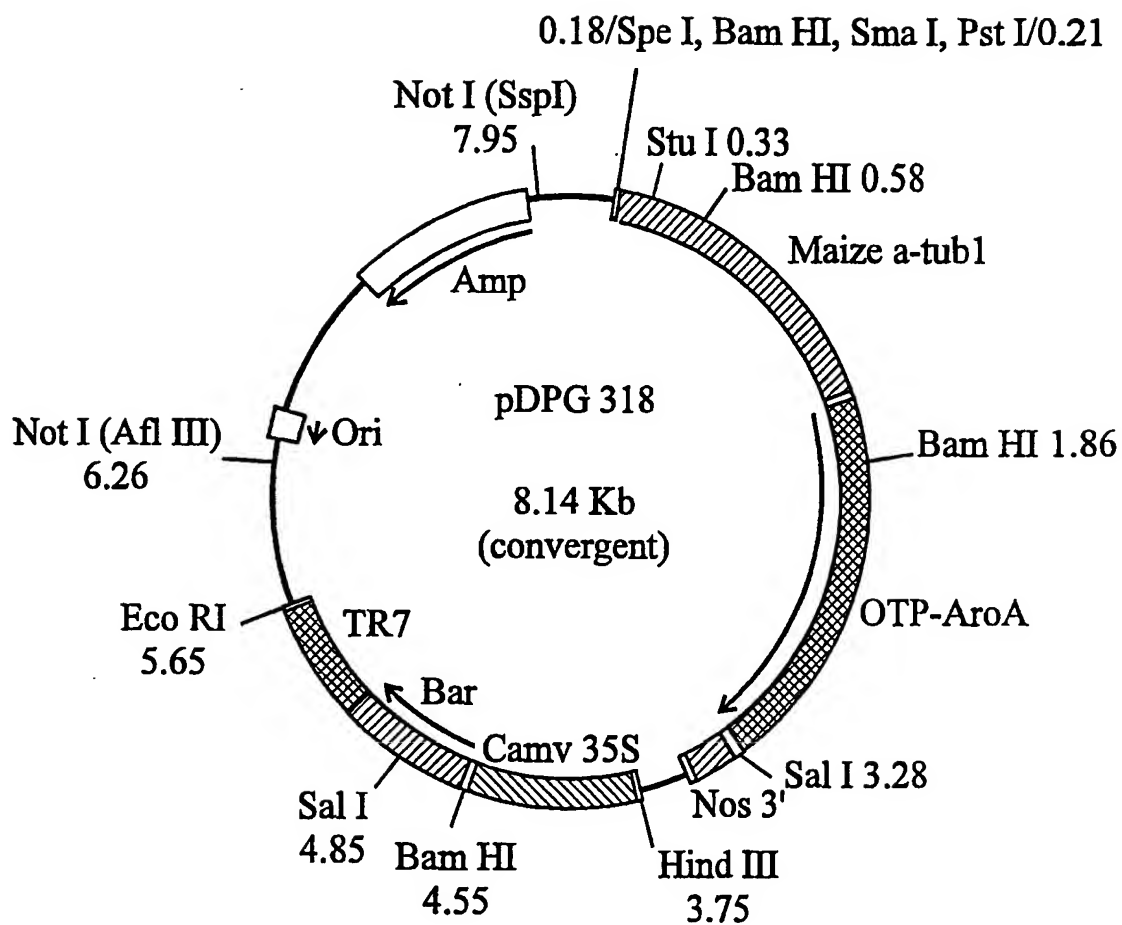 0.18/Spe I, Bam HI, Sma I, Pst I/0.21
Not I (SspI)
7.95
Stu I 0.33
Bam HI 0.58
Maize a-tub1
Amp
pDPG 318
Not I (Afl III)
6.26
Ori
Bam HI 1.86
8.14 Kb
(convergent)
Eco RI
5.65
TR7
OTP-AroA
Bar
Camv 35S
Sal I 3.28
Nos 3'
Sal I
4.85
Bam HI
4.55
Hind III
3.75